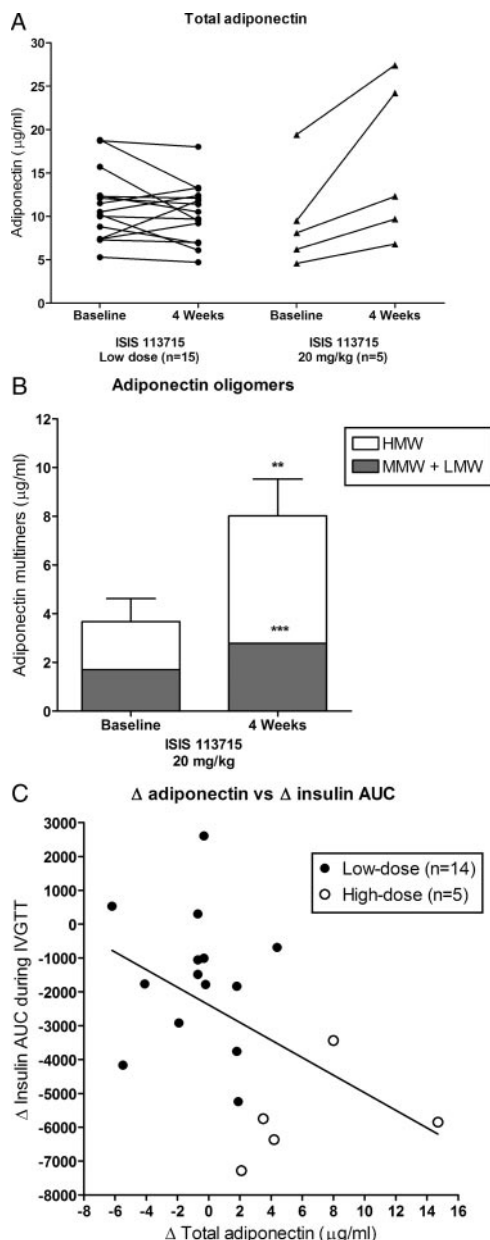 A
Total adiponectin
Adiponectin (μg/ml)
30
25
20
15
10
5
0
Baseline
4 Weeks
Baseline
4 Weeks
ISIS 113715
Low dose (n=15)
ISIS 113715
20 mg/kg (n=5)
B
Adiponectin oligomers
Adiponectin multimers (μg/ml)
12
10
8
6
4
2
0
**
***
HMW
MMW + LMW
Baseline
4 Weeks
ISIS 113715
20 mg/kg
C
Δ adiponectin vs Δ insulin AUC
Δ Insulin AUC during IVGTT
3000
2000
1000
0
-1000
-2000
-3000
-4000
-5000
-6000
-7000
-8000
Low-dose (n=14)
High-dose (n=5)
-8 -6 -4 -2 0 2 4 6 8 10 12 14 16
Δ Total adiponectin (μg/ml)